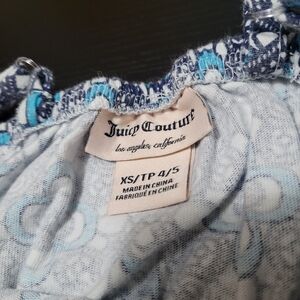 Juicy Couture
los angeles, california
XS/TP 4/5
MADE IN CHINA
FABRIQUÉ EN CHINE